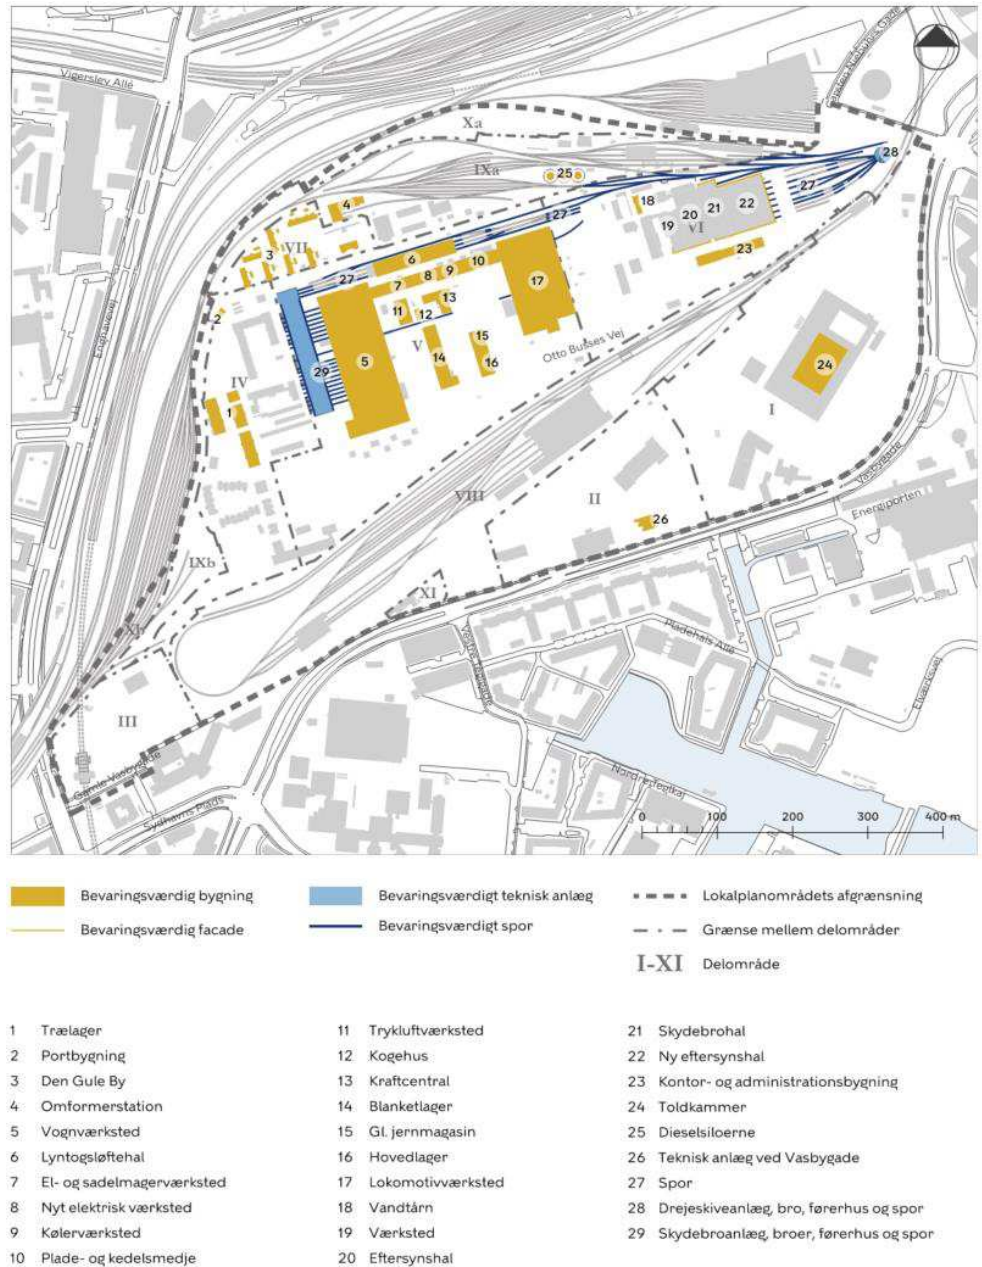 Vigerslev Allé
Enghavevej
Otto Busses Vej
Vasbygade
Energiporten
Elværksvej
Pladehals Allé
Nordre Teglkaj
Gamle Vasbygade
Sydhavns Plads
Xa
IXa
VII
IV
V
VI
I
II
VIII
IXb
Xb
XI
III
1
2
3
4
5
6
7
8
9
10
11
12
13
14
15
16
17
18
19
20
21
22
23
24
25
26
27
27
27
28
29
0 100 200 300 400 m
Bevaringsværdig bygning
Bevaringsværdig facade
Bevaringsværdigt teknisk anlæg
Bevaringsværdigt spor
Lokalplanområdets afgrænsning
Grænse mellem delområder
I-XI Delområde
1 Trælager
2 Portbygning
3 Den Gule By
4 Omformerstation
5 Vognværksted
6 Lyntogsløftehal
7 El- og sadelmagerværksted
8 Nyt elektrisk værksted
9 Kølerværksted
10 Plade- og kedelsmedje
11 Trykluftværksted
12 Kogehus
13 Kraftcentral
14 Blanketlager
15 Gl. jernmagasin
16 Hovedlager
17 Lokomotivværksted
18 Vandtårn
19 Værksted
20 Eftersynshal
21 Skydebrohal
22 Ny eftersynshal
23 Kontor- og administrationsbygning
24 Toldkammer
25 Dieselsiloerne
26 Teknisk anlæg ved Vasbygade
27 Spor
28 Drejeskiveanlæg, bro, førerhus og spor
29 Skydebroanlæg, broer, førerhus og spor